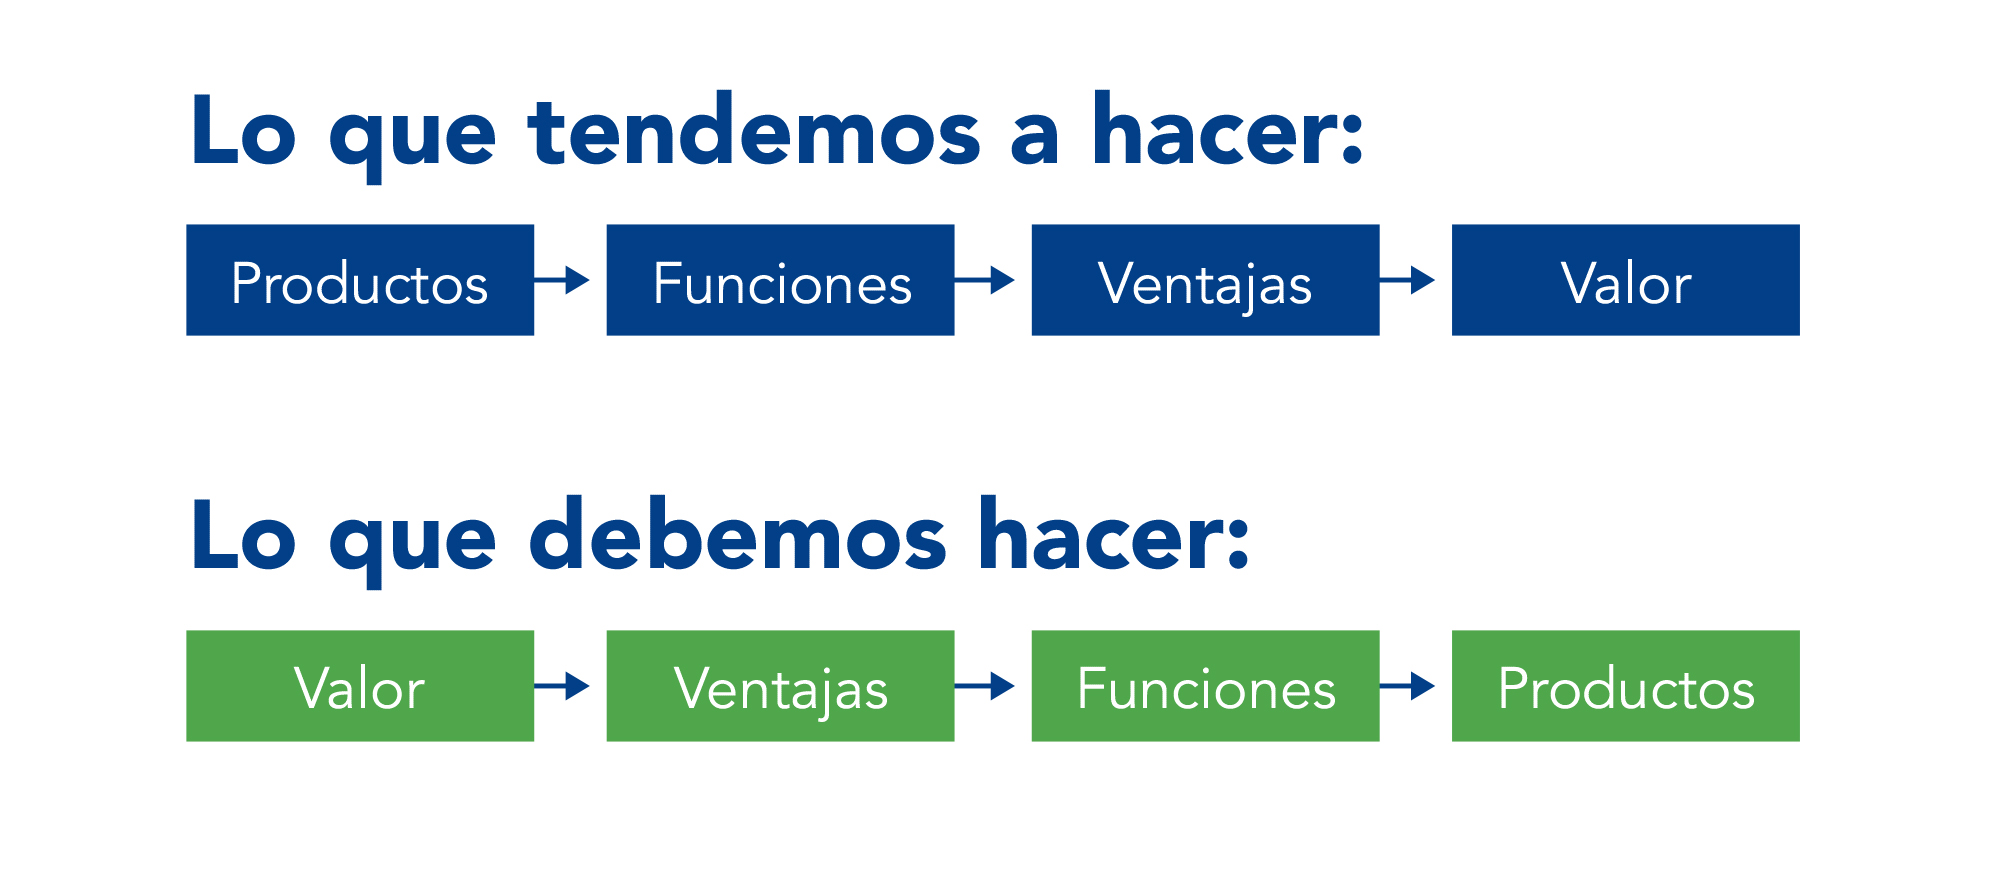 Lo que tendemos a hacer:
Productos Funciones Ventajas Valor
Lo que debemos hacer:
Valor Ventajas Funciones Productos